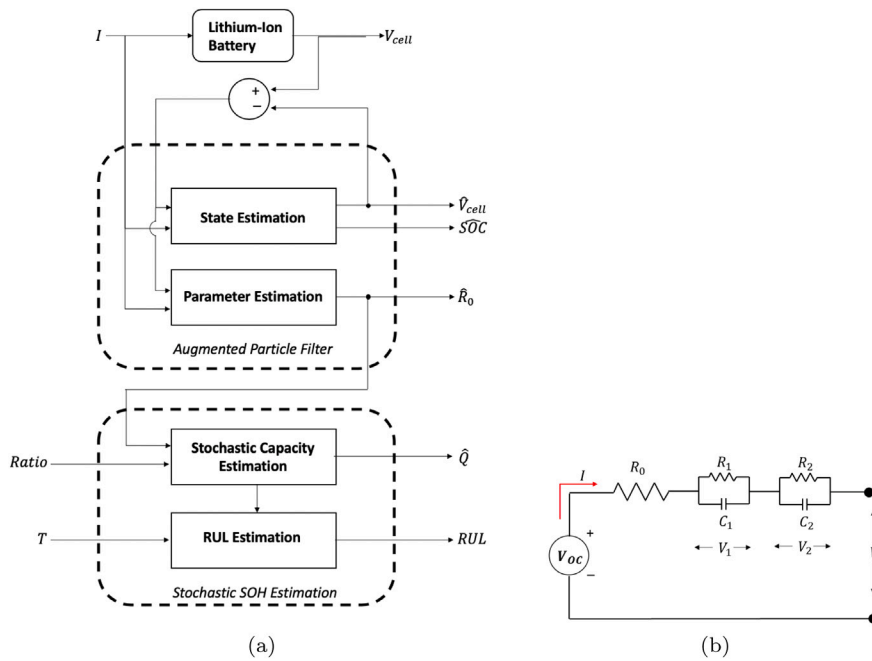 I
Lithium-Ion
Battery
V_cell
+
−
State Estimation
V̂_cell
SOC^
Parameter Estimation
R̂_0
Augmented Particle Filter
Ratio
Stochastic Capacity
Estimation
Q̂
T
RUL Estimation
RUL
Stochastic SOH Estimation
(a)
I
R_0
R_1
R_2
C_1
C_2
V_1
V_2
+
V_OC
−
(b)